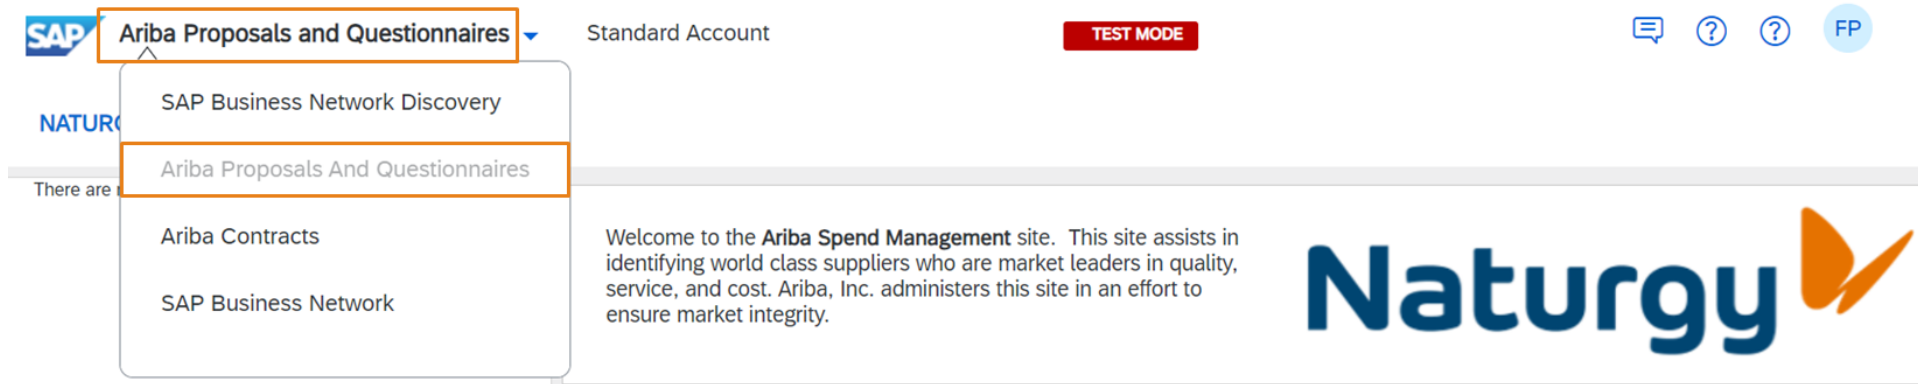 SAP Ariba Proposals and Questionnaires Standard Account TEST MODE ? ? FP
SAP Business Network Discovery
NATURG
Ariba Proposals And Questionnaires
There are
Ariba Contracts
SAP Business Network
Welcome to the Ariba Spend Management site. This site assists in
identifying world class suppliers who are market leaders in quality,
service, and cost. Ariba, Inc. administers this site in an effort to
ensure market integrity.
Naturgy